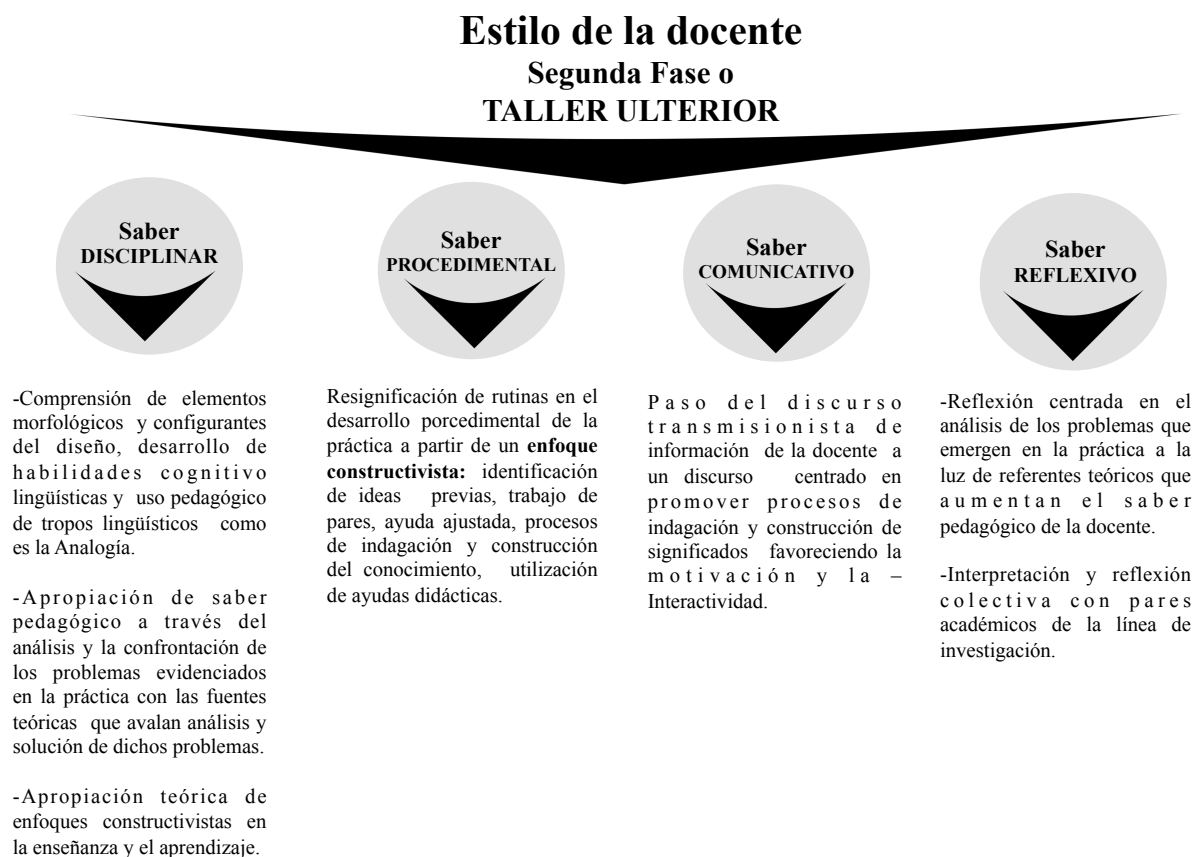 Estilo de la docente
Segunda Fase o
TALLER ULTERIOR
Saber
DISCIPLINAR
-Comprensión de elementos
morfológicos y configurantes
del diseño, desarrollo de
habilidades cognitivo
lingüísticas y uso pedagógico
de tropos lingüísticos como
es la Analogía.
-Apropiación de saber
pedagógico a través del
análisis y la confrontación de
los problemas evidenciados
en la práctica con las fuentes
teóricas que avalan análisis y
solución de dichos problemas.
-Apropiación teórica de
enfoques constructivistas en
la enseñanza y el aprendizaje.
Saber
PROCEDIMENTAL
Resignificación de rutinas en el
desarrollo porcedimental de la
práctica a partir de un enfoque
constructivista: identificación
de ideas previas, trabajo de
pares, ayuda ajustada, procesos
de indagación y construcción
del conocimiento, utilización
de ayudas didácticas.
Saber
COMUNICATIVO
Paso del discurso
transmisionista de
información de la docente a
un discurso centrado en
promover procesos de
indagación y construcción de
significados favoreciendo la
motivación y la –
Interactividad.
Saber
REFLEXIVO
-Reflexión centrada en el
análisis de los problemas que
emergen en la práctica a la
luz de referentes teóricos que
aumentan el saber
pedagógico de la docente.
-Interpretación y reflexión
colectiva con pares
académicos de la línea de
investigación.